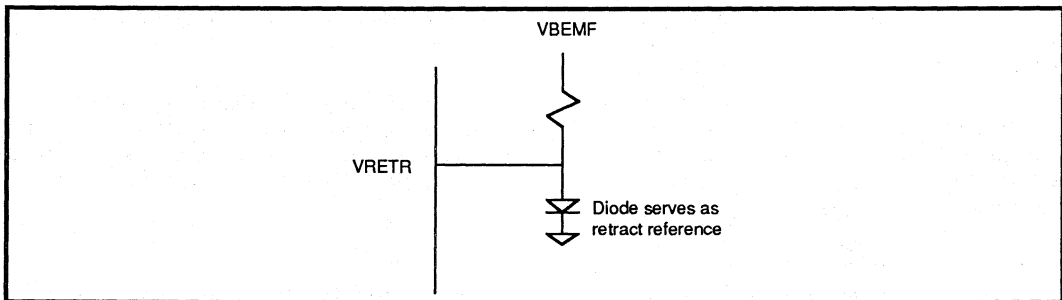 VBEMF
VRETR
Diode serves as
retract reference